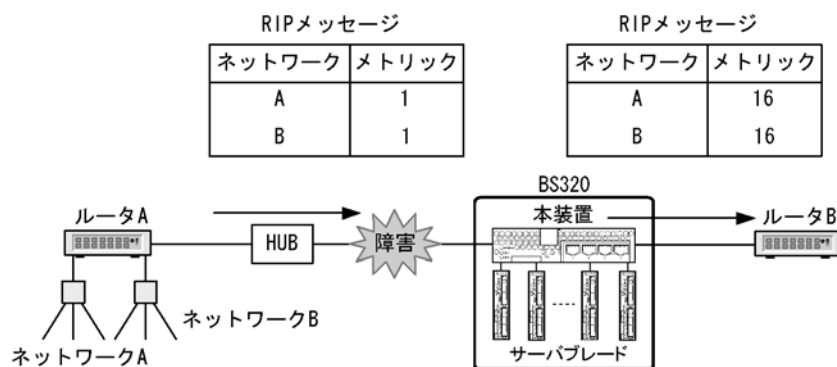 RIPメッセージ
ネットワーク メトリック
A 1
B 1
RIPメッセージ
ネットワーク メトリック
A 16
B 16
BS320
ルータA
HUB
障害
本装置
ルータB
ネットワークB
ネットワークA
サーバブレード